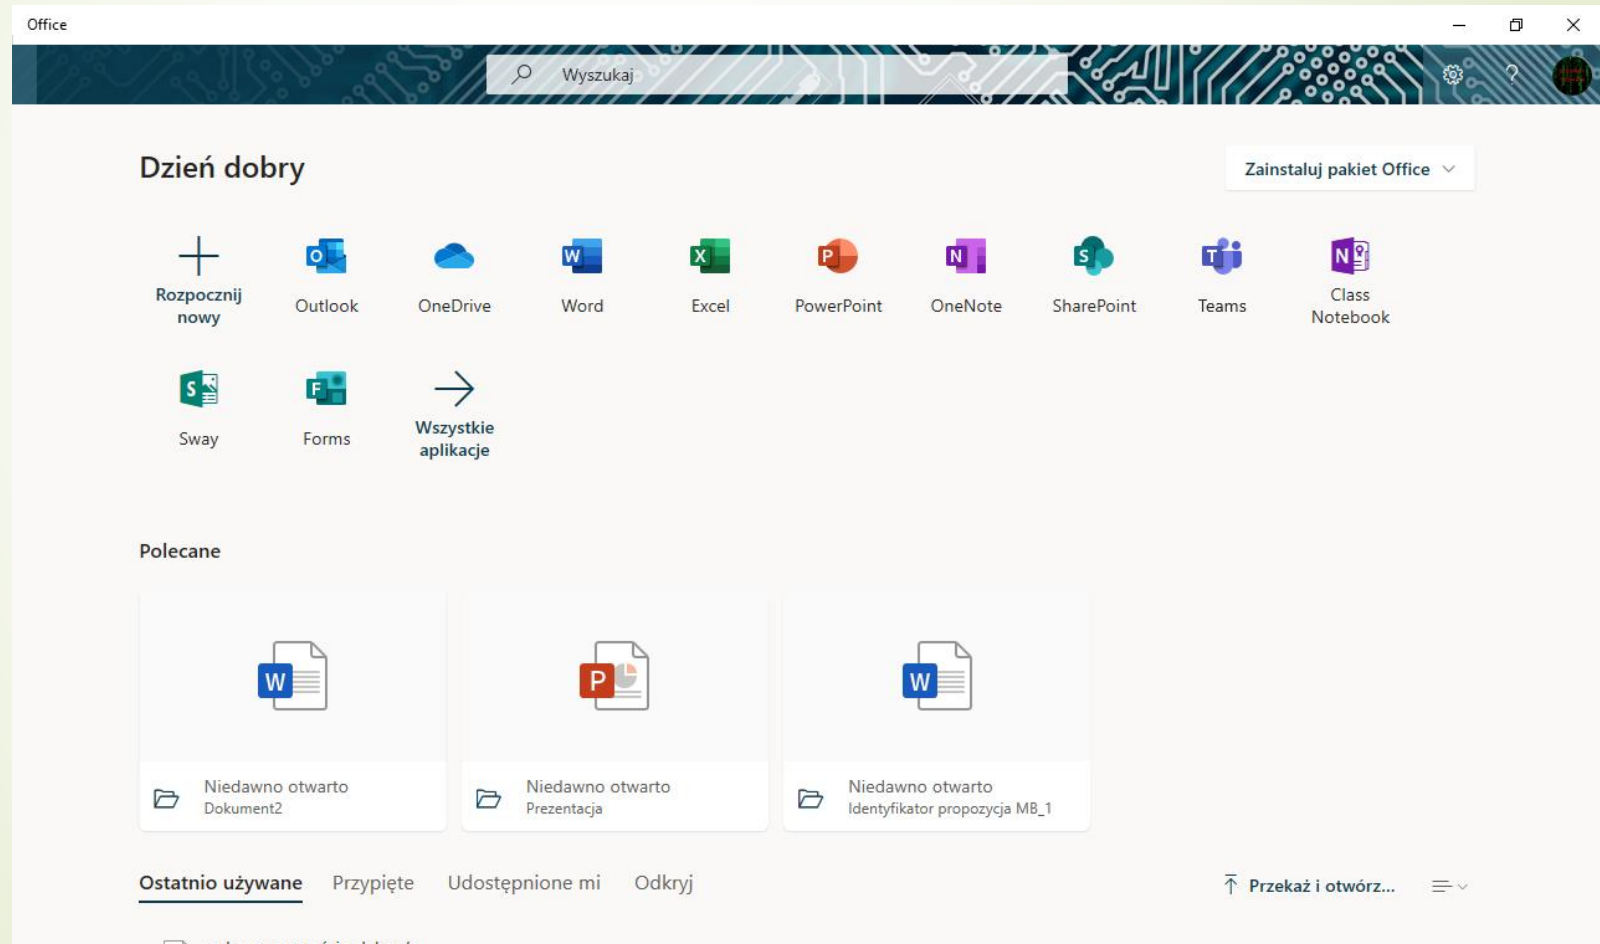 Office
Wyszukaj
Dzień dobry
Zainstaluj pakiet Office
Rozpocznij
nowy
Outlook
OneDrive
Word
Excel
PowerPoint
OneNote
SharePoint
Teams
Class
Notebook
Sway
Forms
Wszystkie
aplikacje
Polecane
Niedawno otwarto
Dokument2
Niedawno otwarto
Prezentacja
Niedawno otwarto
Identyfikator propozycja MB_1
Ostatnio używane Przypięte Udostępnione mi Odkryj
Przekaż i otwórz...